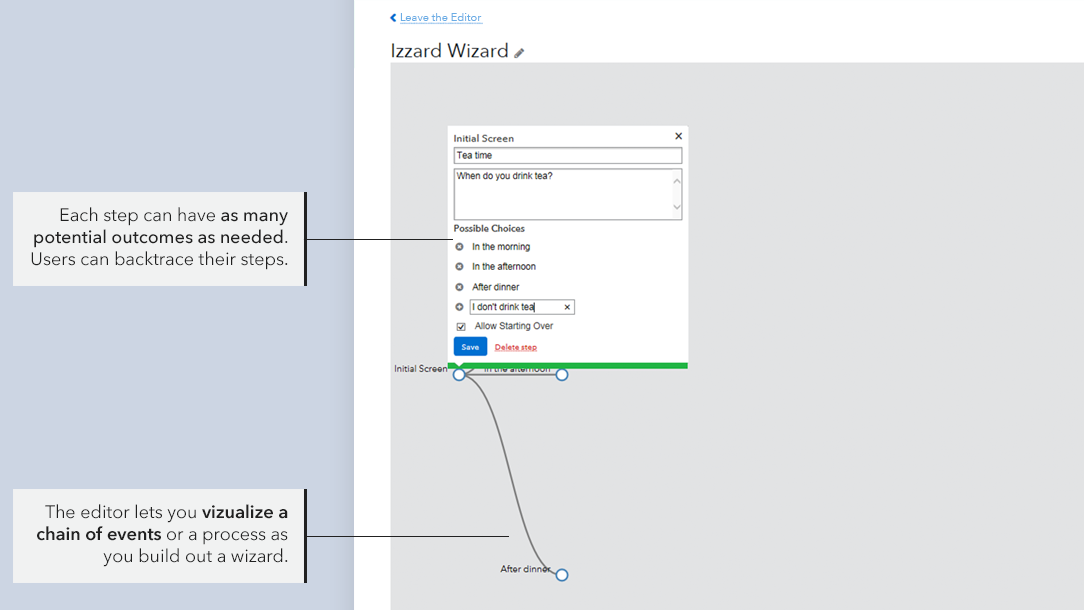 Leave the Editor
Izzard Wizard
Initial Screen
Tea time
When do you drink tea?
Possible Choices
In the morning
In the afternoon
After dinner
I don't drink tea
Allow Starting Over
Save Delete step
Initial Screen In the afternoon
After dinner
Each step can have as many
potential outcomes as needed.
Users can backtrace their steps.
The editor lets you vizualize a
chain of events or a process as
you build out a wizard.